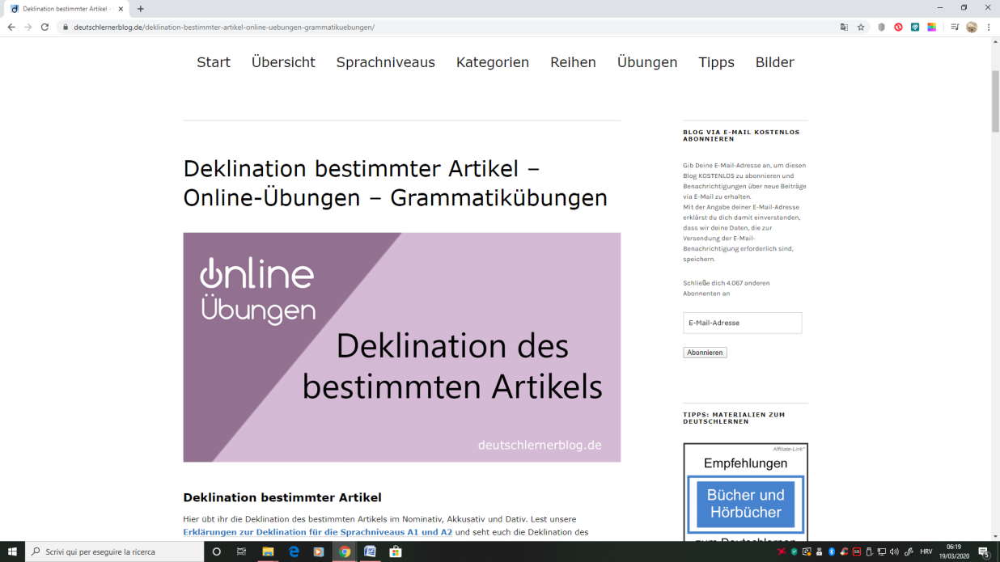 Deklination bestimmter Artikel -
deutschlernerblog.de/deklination-bestimmter-artikel-online-uebungen-grammatikuebungen/
Start Übersicht Sprachniveaus Kategorien Reihen Übungen Tipps Bilder
Deklination bestimmter Artikel –
Online-Übungen – Grammatikübungen
Online
Übungen
Deklination des
bestimmten Artikels
deutschlernerblog.de
Deklination bestimmter Artikel
Hier übt ihr die Deklination des bestimmten Artikels im Nominativ, Akkusativ und Dativ. Lest unsere
Erklärungen zur Deklination für die Sprachniveaus A1 und A2 und seht euch die Deklination des
BLOG VIA E-MAIL KOSTENLOS
ABONNIEREN
Gib Deine E-Mail-Adresse an, um diesen
Blog KOSTENLOS zu abonnieren und
Benachrichtigungen über neue Beiträge
via E-Mail zu erhalten.
Mit der Angabe deiner E-Mail-Adresse
erklärst du dich damit einverstanden,
dass wir deine Daten, die zur
Versendung der E-Mail-
Benachrichtigung erforderlich sind,
speichern.
Schließe dich 4.067 anderen
Abonnenten an
E-Mail-Adresse
Abonnieren
TIPPS: MATERIALIEN ZUM
DEUTSCHLERNEN
Affiliate-Link*
Empfehlungen
Bücher und
Hörbücher
zum Deutschlernen
Scrivi qui per eseguire la ricerca
HRV
06:19
19/03/2020
5